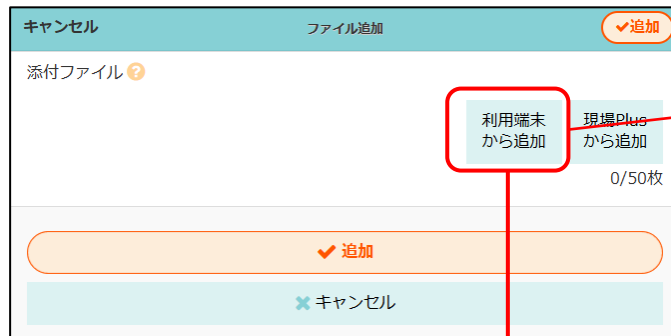 キャンセル ファイル追加 ✔追加
添付ファイル ?
利用端末
から追加
現場Plus
から追加
0/50枚
✔ 追加
✖ キャンセル